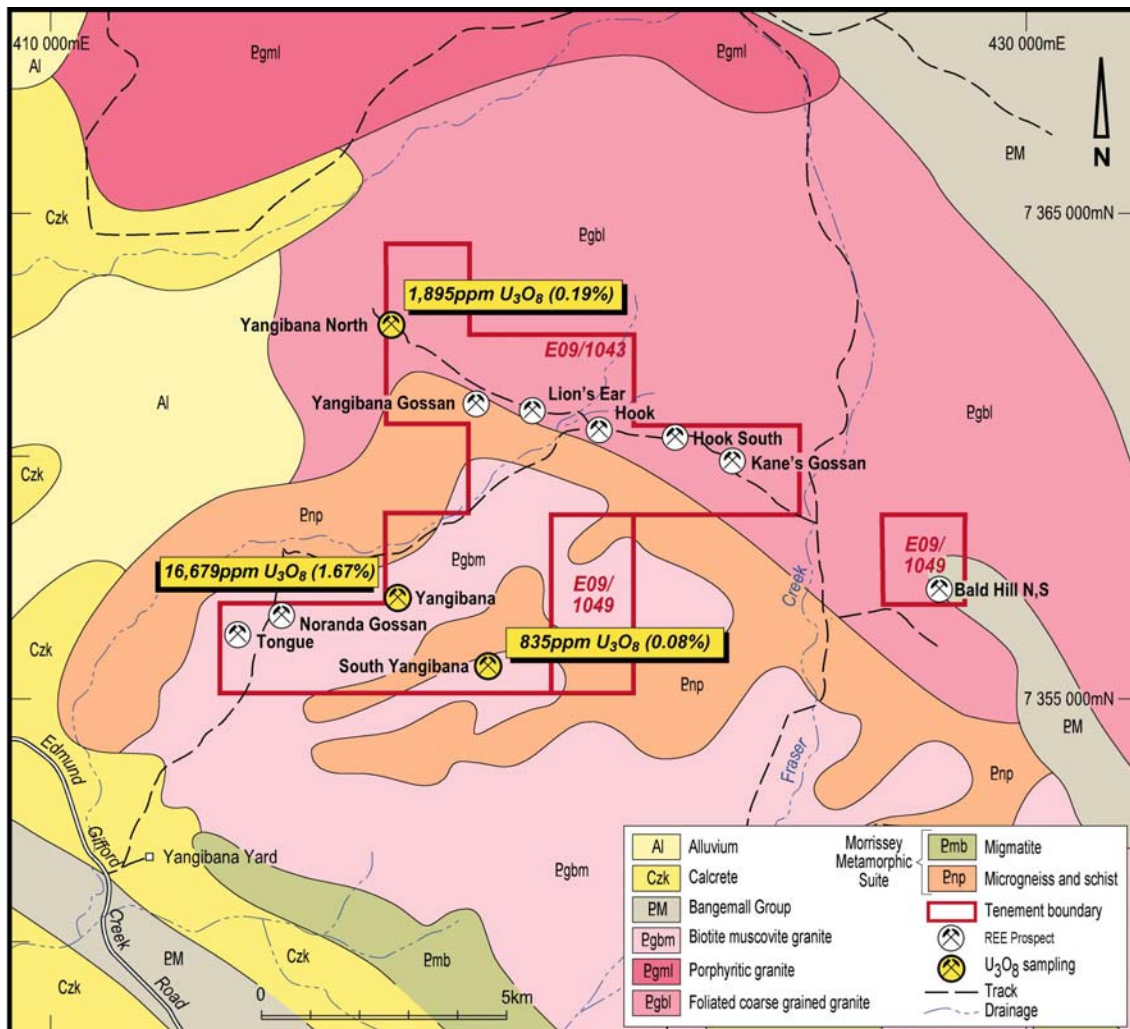 410 000mE
430 000mE
Al
Pgml
Pgml
PM
N
Czk
7 365 000mN
Pgbl
1,895ppm U₃O₈ (0.19%)
Yangibana North
E09/1043
Al
Yangibana Gossan
Lion's Ear
Hook
Pgbl
Hook South
Kane's Gossan
Czk
Pnp
Pgbm
16,679ppm U₃O₈ (1.67%)
E09/
1049
E09/
1049
Yangibana
Bald Hill N,S
Noranda Gossan
Tongue
835ppm U₃O₈ (0.08%)
South Yangibana
Czk
Pnp
Creek
Fraser
7 355 000mN
PM
Pnp
Edmund
Gifford
Creek
Road
Yangibana Yard
Pgbm
PM
Czk
Pmb
Czk
0
5km
Al Alluvium
Czk Calcrete
PM Bangemall Group
Pgbm Biotite muscovite granite
Pgml Porphyritic granite
Pgbl Foliated coarse grained granite
Morrissey
Metamorphic
Suite
Pmb Migmatite
Pnp Microgneiss and schist
Tenement boundary
REE Prospect
U₃O₈ sampling
Track
Drainage